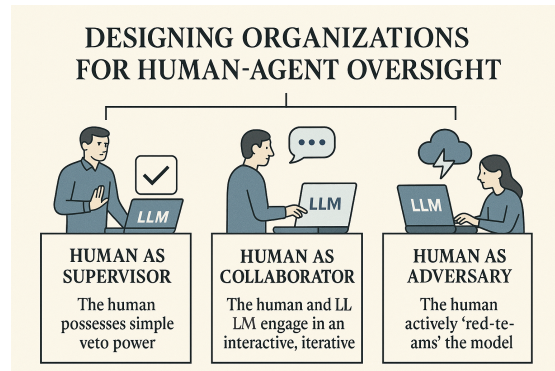 DESIGNING ORGANIZATIONS
FOR HUMAN-AGENT OVERSIGHT
LLM
LLM
LLM
HUMAN AS
SUPERVISOR
The human
possesses simple
veto power
HUMAN AS
COLLABORATOR
The human and LL
LM engage in an
interactive, iterative
HUMAN AS
ADVERSARY
The human
actively ‘red-te-
ams’ the model